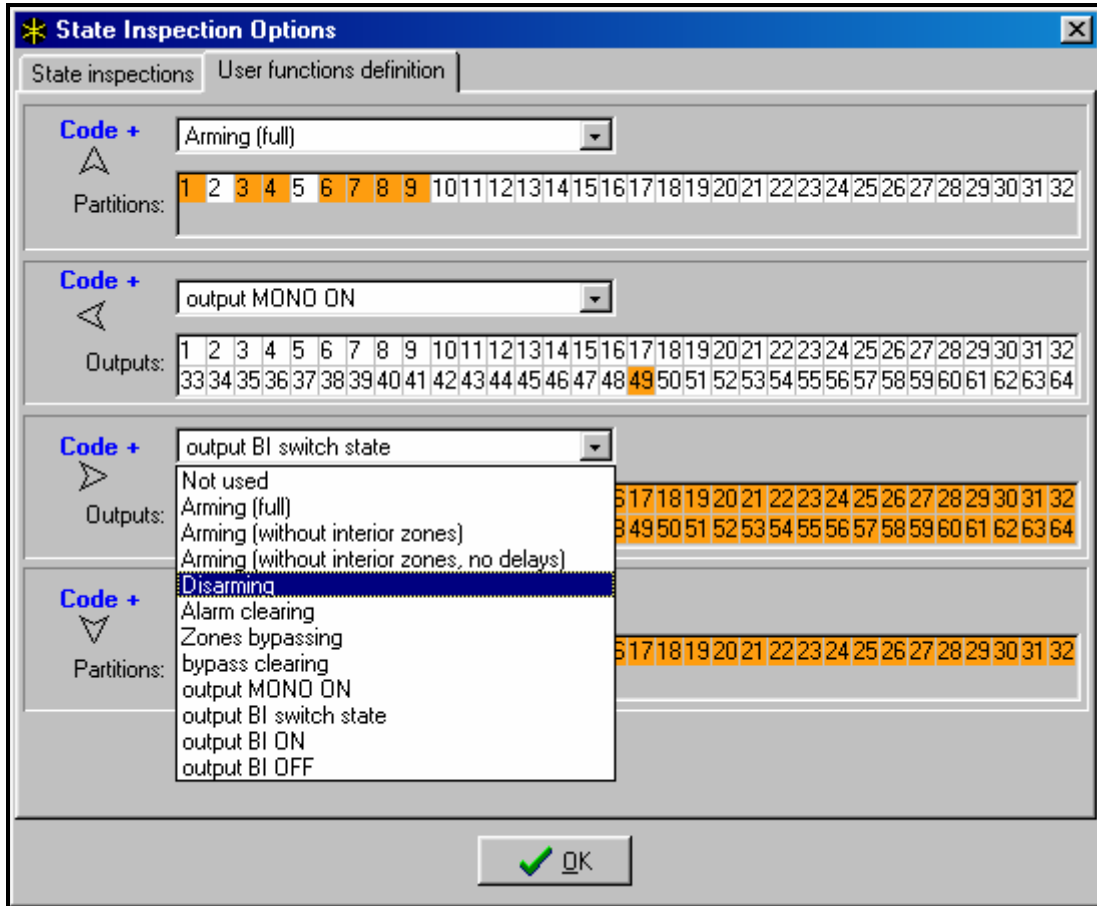 State Inspection Options
State inspections User functions definition
Code +
Arming (full)
Partitions:
1 2 3 4 5 6 7 8 9 10 11 12 13 14 15 16 17 18 19 20 21 22 23 24 25 26 27 28 29 30 31 32
Code +
output MONO ON
Outputs:
1 2 3 4 5 6 7 8 9 10 11 12 13 14 15 16 17 18 19 20 21 22 23 24 25 26 27 28 29 30 31 32
33 34 35 36 37 38 39 40 41 42 43 44 45 46 47 48 49 50 51 52 53 54 55 56 57 58 59 60 61 62 63 64
Code +
output BI switch state
Outputs:
17 18 19 20 21 22 23 24 25 26 27 28 29 30 31 32
49 50 51 52 53 54 55 56 57 58 59 60 61 62 63 64
Not used
Arming (full)
Arming (without interior zones)
Arming (without interior zones, no delays)
Disarming
Alarm clearing
Zones bypassing
bypass clearing
output MONO ON
output BI switch state
output BI ON
output BI OFF
Code +
Partitions:
17 18 19 20 21 22 23 24 25 26 27 28 29 30 31 32
OK